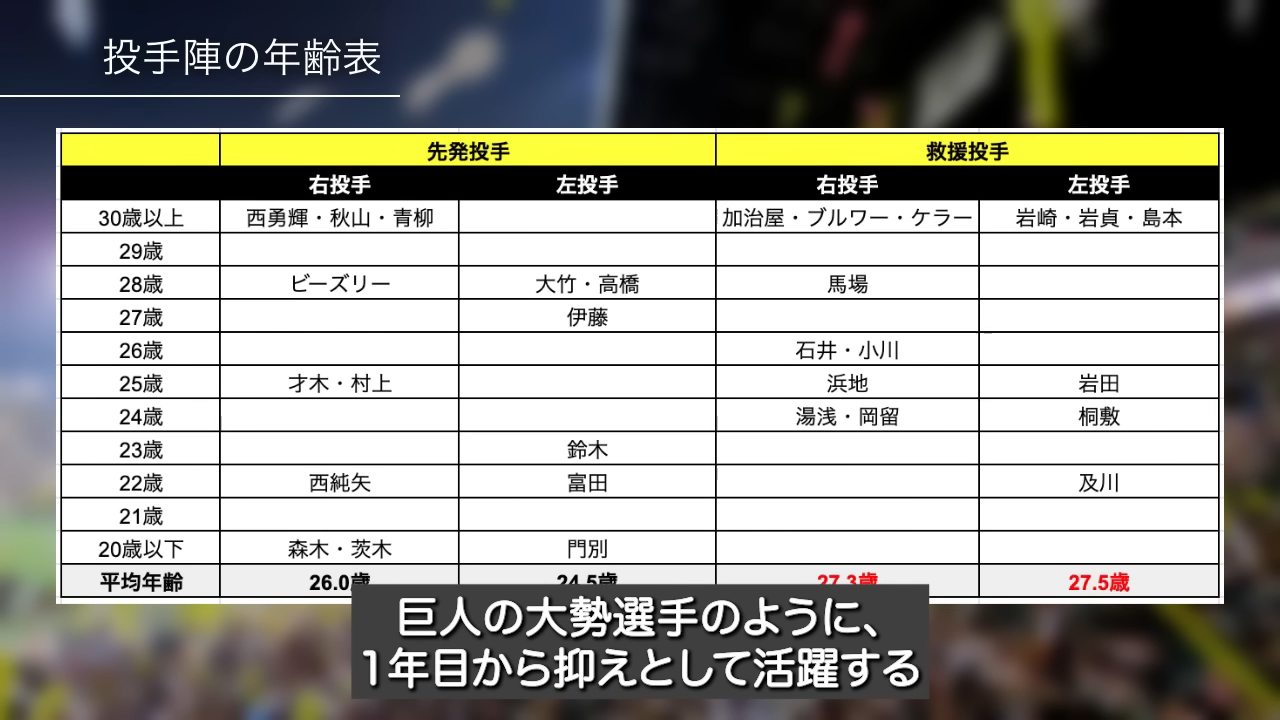 投手陣の年齢表
先発投手 救援投手
右投手 左投手 右投手 左投手
30歳以上 西勇輝・秋山・青柳 加治屋・ブルワー・ケラー 岩崎・岩貞・島本
29歳
28歳 ビーズリー 大竹・高橋 馬場
27歳 伊藤
26歳 石井・小川
25歳 才木・村上 浜地 岩田
24歳 湯浅・岡留 桐敷
23歳 鈴木
22歳 西純矢 富田 及川
21歳
20歳以下 森木・茨木 門別
平均年齢 26.0歳 24.5歳 27.3歳 27.5歳
巨人の大勢選手のように、
1年目から抑えとして活躍する